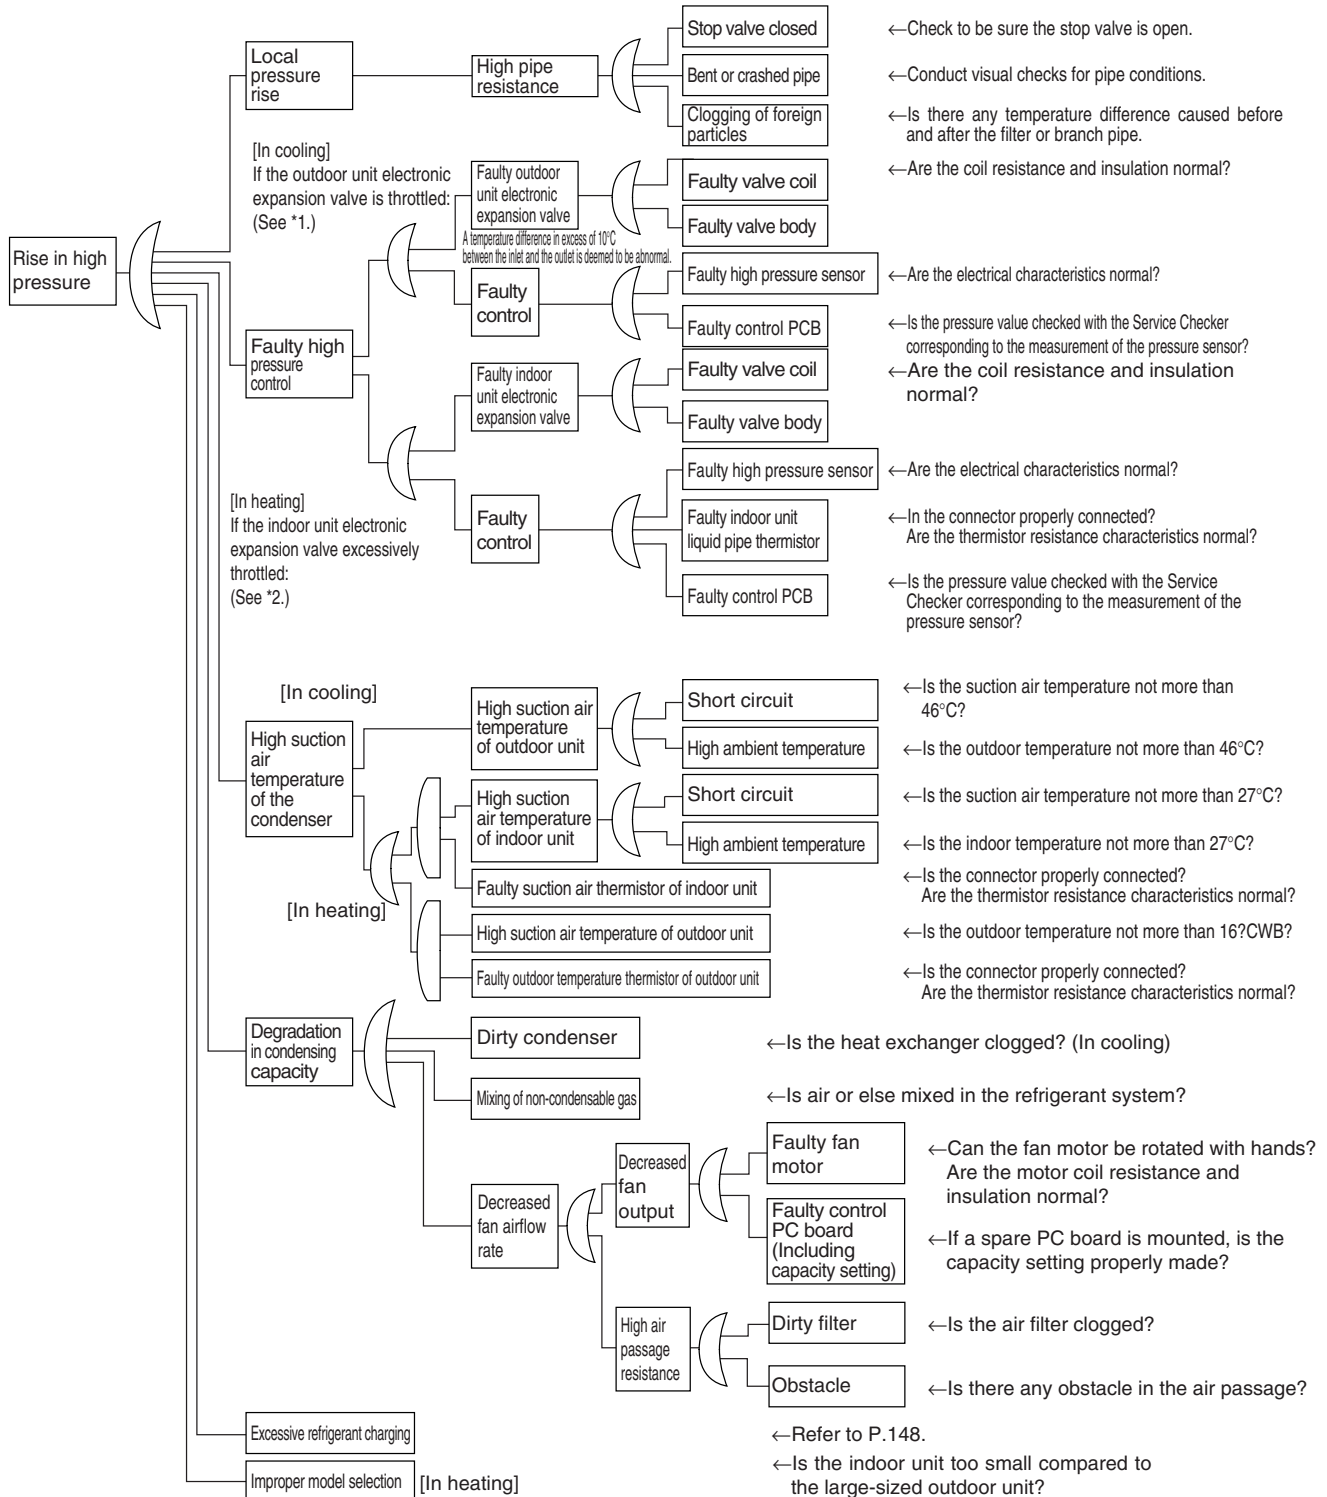 Local
pressure
rise
High pipe
resistance
Stop valve closed
←Check to be sure the stop valve is open.
Bent or crashed pipe
←Conduct visual checks for pipe conditions.
Clogging of foreign
particles
←Is there any temperature difference caused before
and after the filter or branch pipe.
[In cooling]
If the outdoor unit electronic
expansion valve is throttled:
(See *1.)
Faulty outdoor
unit electronic
expansion valve
A temperature difference in excess of 10°C
between the inlet and the outlet is deemed to be abnormal.
Faulty valve coil
←Are the coil resistance and insulation normal?
Faulty valve body
Rise in high
pressure
Faulty high
pressure
control
Faulty
control
Faulty high pressure sensor
←Are the electrical characteristics normal?
Faulty control PCB
←Is the pressure value checked with the Service Checker
corresponding to the measurement of the pressure sensor?
Faulty indoor
unit electronic
expansion valve
Faulty valve coil
←Are the coil resistance and insulation
normal?
Faulty valve body
[In heating]
If the indoor unit electronic
expansion valve excessively
throttled:
(See *2.)
Faulty
control
Faulty high pressure sensor
←Are the electrical characteristics normal?
Faulty indoor unit
liquid pipe thermistor
←In the connector properly connected?
Are the thermistor resistance characteristics normal?
Faulty control PCB
←Is the pressure value checked with the Service
Checker corresponding to the measurement of the
pressure sensor?
[In cooling]
High suction
air
temperature
of the
condenser
High suction air
temperature
of outdoor unit
Short circuit
←Is the suction air temperature not more than
46°C?
High ambient temperature
←Is the outdoor temperature not more than 46°C?
[In heating]
High suction
air temperature
of indoor unit
Short circuit
←Is the suction air temperature not more than 27°C?
High ambient temperature
←Is the indoor temperature not more than 27°C?
Faulty suction air thermistor of indoor unit
←Is the connector properly connected?
Are the thermistor resistance characteristics normal?
High suction air temperature of outdoor unit
←Is the outdoor temperature not more than 16?CWB?
Faulty outdoor temperature thermistor of outdoor unit
←Is the connector properly connected?
Are the thermistor resistance characteristics normal?
Degradation
in condensing
capacity
Dirty condenser
←Is the heat exchanger clogged? (In cooling)
Mixing of non-condensable gas
←Is air or else mixed in the refrigerant system?
Decreased
fan airflow
rate
Decreased
fan
output
Faulty fan
motor
←Can the fan motor be rotated with hands?
Are the motor coil resistance and
insulation normal?
Faulty control
PC board
(Including
capacity setting)
←If a spare PC board is mounted, is the
capacity setting properly made?
High air
passage
resistance
Dirty filter
←Is the air filter clogged?
Obstacle
←Is there any obstacle in the air passage?
Excessive refrigerant charging
←Refer to P.148.
Improper model selection
[In heating]
←Is the indoor unit too small compared to
the large-sized outdoor unit?